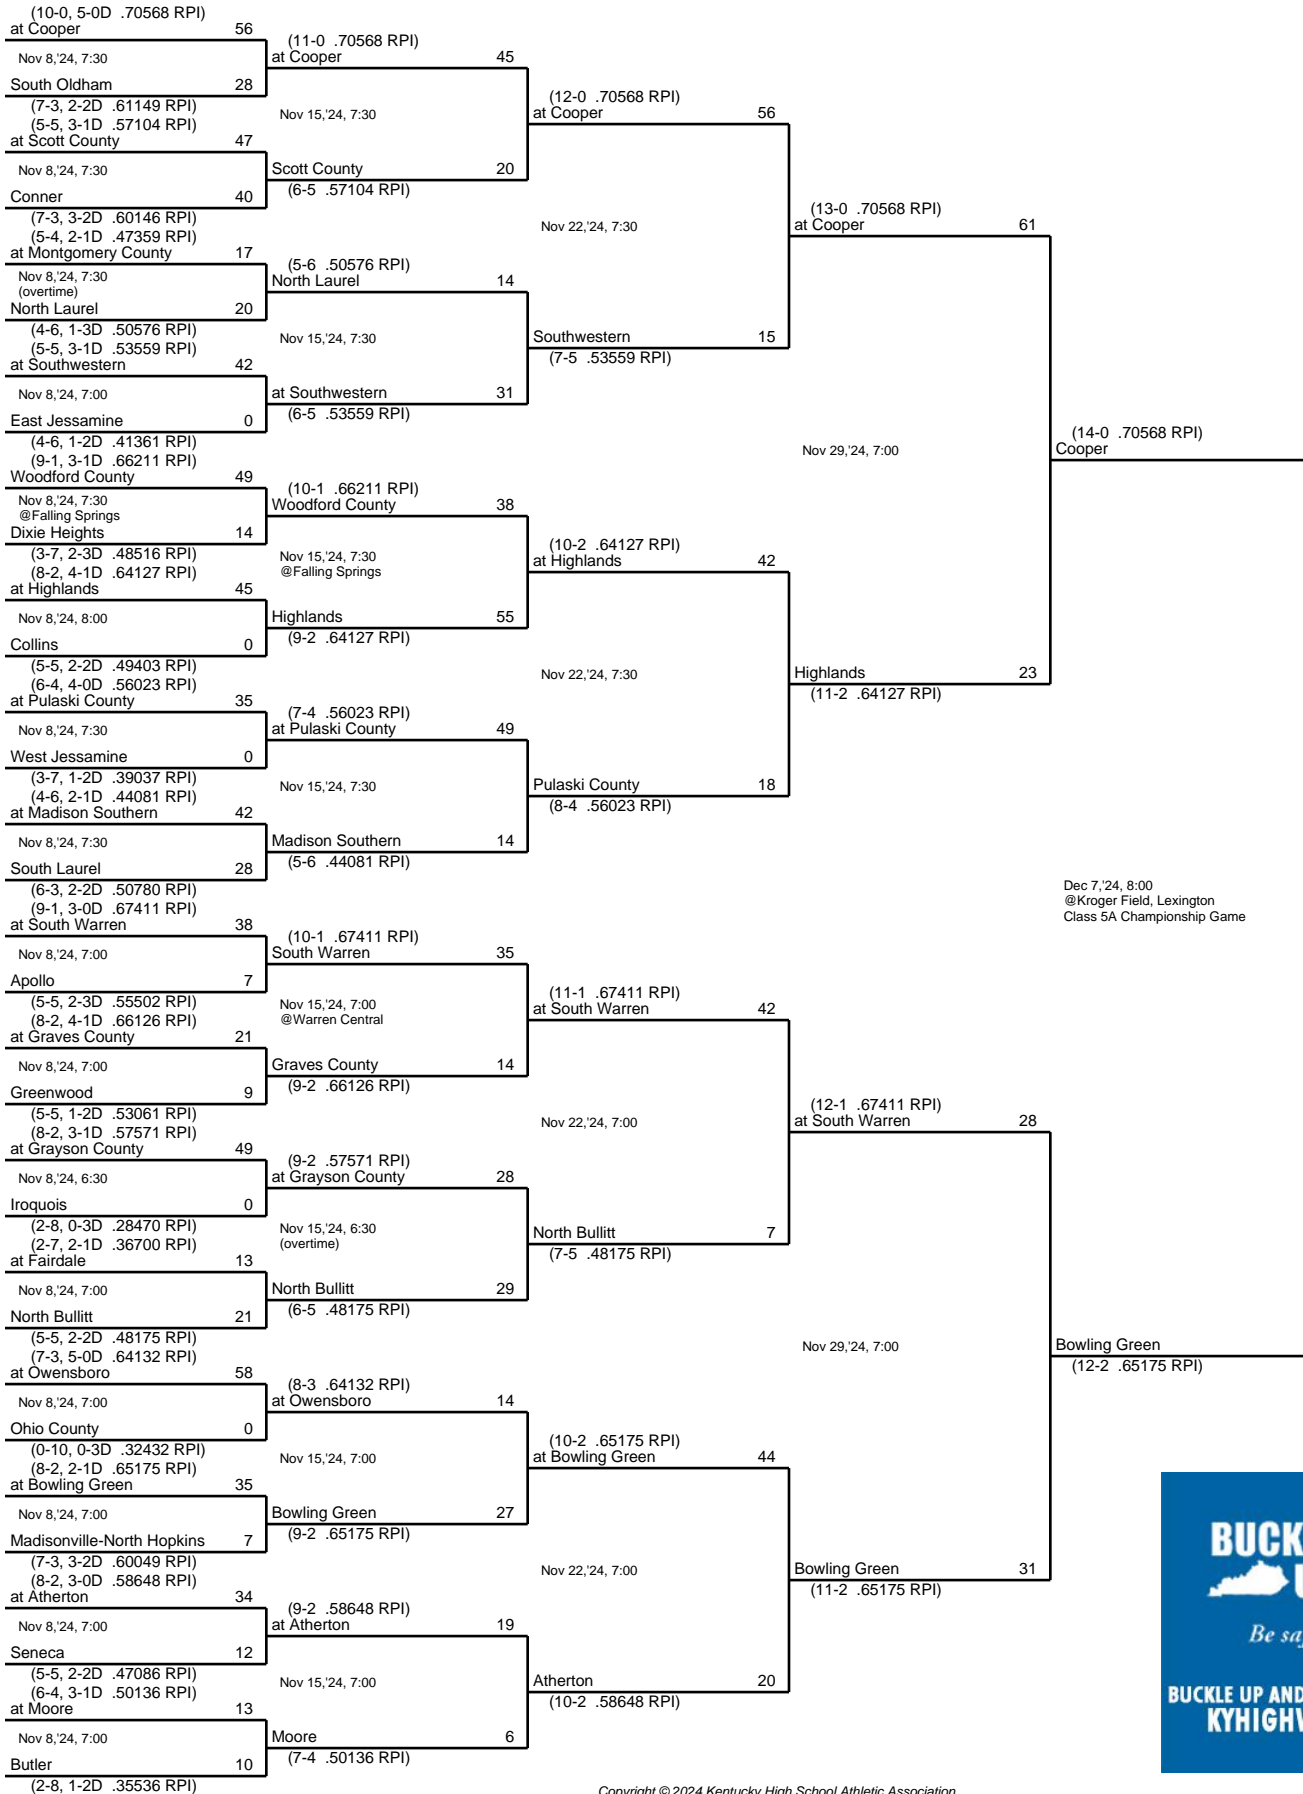 (10-0, 5-0D .70568 RPI)
at Cooper 56
Nov 8,'24, 7:30
South Oldham 28
(7-3, 2-2D .61149 RPI)
(5-5, 3-1D .57104 RPI)
at Scott County 47
Nov 8,'24, 7:30
Conner 40
(7-3, 3-2D .60146 RPI)
(5-4, 2-1D .47359 RPI)
at Montgomery County 17
Nov 8,'24, 7:30
(overtime)
North Laurel 20
(4-6, 1-3D .50576 RPI)
(5-5, 3-1D .53559 RPI)
at Southwestern 42
Nov 8,'24, 7:00
East Jessamine 0
(4-6, 1-2D .41361 RPI)
(9-1, 3-1D .66211 RPI)
Woodford County 49
Nov 8,'24, 7:30
@Falling Springs
Dixie Heights 14
(3-7, 2-3D .48516 RPI)
(8-2, 4-1D .64127 RPI)
at Highlands 45
Nov 8,'24, 8:00
Collins 0
(5-5, 2-2D .49403 RPI)
(6-4, 4-0D .56023 RPI)
at Pulaski County 35
Nov 8,'24, 7:30
West Jessamine 0
(3-7, 1-2D .39037 RPI)
(4-6, 2-1D .44081 RPI)
at Madison Southern 42
Nov 8,'24, 7:30
South Laurel 28
(6-3, 2-2D .50780 RPI)
(9-1, 3-0D .67411 RPI)
at South Warren 38
Nov 8,'24, 7:00
Apollo 7
(5-5, 2-3D .55502 RPI)
(8-2, 4-1D .66126 RPI)
at Graves County 21
Nov 8,'24, 7:00
Greenwood 9
(5-5, 1-2D .53061 RPI)
(8-2, 3-1D .57571 RPI)
at Grayson County 49
Nov 8,'24, 6:30
Iroquois 0
(2-8, 0-3D .28470 RPI)
(2-7, 2-1D .36700 RPI)
at Fairdale 13
Nov 8,'24, 7:00
North Bullitt 21
(5-5, 2-2D .48175 RPI)
(7-3, 5-0D .64132 RPI)
at Owensboro 58
Nov 8,'24, 7:00
Ohio County 0
(0-10, 0-3D .32432 RPI)
(8-2, 2-1D .65175 RPI)
at Bowling Green 35
Nov 8,'24, 7:00
Madisonville-North Hopkins 7
(7-3, 3-2D .60049 RPI)
(8-2, 3-0D .58648 RPI)
at Atherton 34
Nov 8,'24, 7:00
Seneca 12
(5-5, 2-2D .47086 RPI)
(6-4, 3-1D .50136 RPI)
at Moore 13
Nov 8,'24, 7:00
Butler 10
(2-8, 1-2D .35536 RPI)
(11-0 .70568 RPI)
at Cooper 45
Nov 15,'24, 7:30
Scott County 20
(6-5 .57104 RPI)
(5-6 .50576 RPI)
North Laurel 14
Nov 15,'24, 7:30
at Southwestern 31
(6-5 .53559 RPI)
(10-1 .66211 RPI)
Woodford County 38
Nov 15,'24, 7:30
@Falling Springs
Highlands 55
(9-2 .64127 RPI)
(7-4 .56023 RPI)
at Pulaski County 49
Nov 15,'24, 7:30
Madison Southern 14
(5-6 .44081 RPI)
(10-1 .67411 RPI)
South Warren 35
Nov 15,'24, 7:00
@Warren Central
Graves County 14
(9-2 .66126 RPI)
(9-2 .57571 RPI)
at Grayson County 28
Nov 15,'24, 6:30
(overtime)
North Bullitt 29
(6-5 .48175 RPI)
(8-3 .64132 RPI)
at Owensboro 14
Nov 15,'24, 7:00
Bowling Green 27
(9-2 .65175 RPI)
(9-2 .58648 RPI)
at Atherton 19
Nov 15,'24, 7:00
Moore 6
(7-4 .50136 RPI)
(12-0 .70568 RPI)
at Cooper 56
Nov 22,'24, 7:30
Southwestern 15
(7-5 .53559 RPI)
(10-2 .64127 RPI)
at Highlands 42
Nov 22,'24, 7:30
Pulaski County 18
(8-4 .56023 RPI)
(11-1 .67411 RPI)
at South Warren 42
Nov 22,'24, 7:00
North Bullitt 7
(7-5 .48175 RPI)
(10-2 .65175 RPI)
at Bowling Green 44
Nov 22,'24, 7:00
Atherton 20
(10-2 .58648 RPI)
(13-0 .70568 RPI)
at Cooper 61
Nov 29,'24, 7:00
Highlands 23
(11-2 .64127 RPI)
(12-1 .67411 RPI)
at South Warren 28
Nov 29,'24, 7:00
Bowling Green 31
(11-2 .65175 RPI)
(14-0 .70568 RPI)
Cooper
Dec 7,'24, 8:00
@Kroger Field, Lexington
Class 5A Championship Game
Bowling Green
(12-2 .65175 RPI)
BUCK
U
Be sa
BUCKLE UP AND
KYHIGH
Copyright © 2024 Kentucky High School Athletic Association